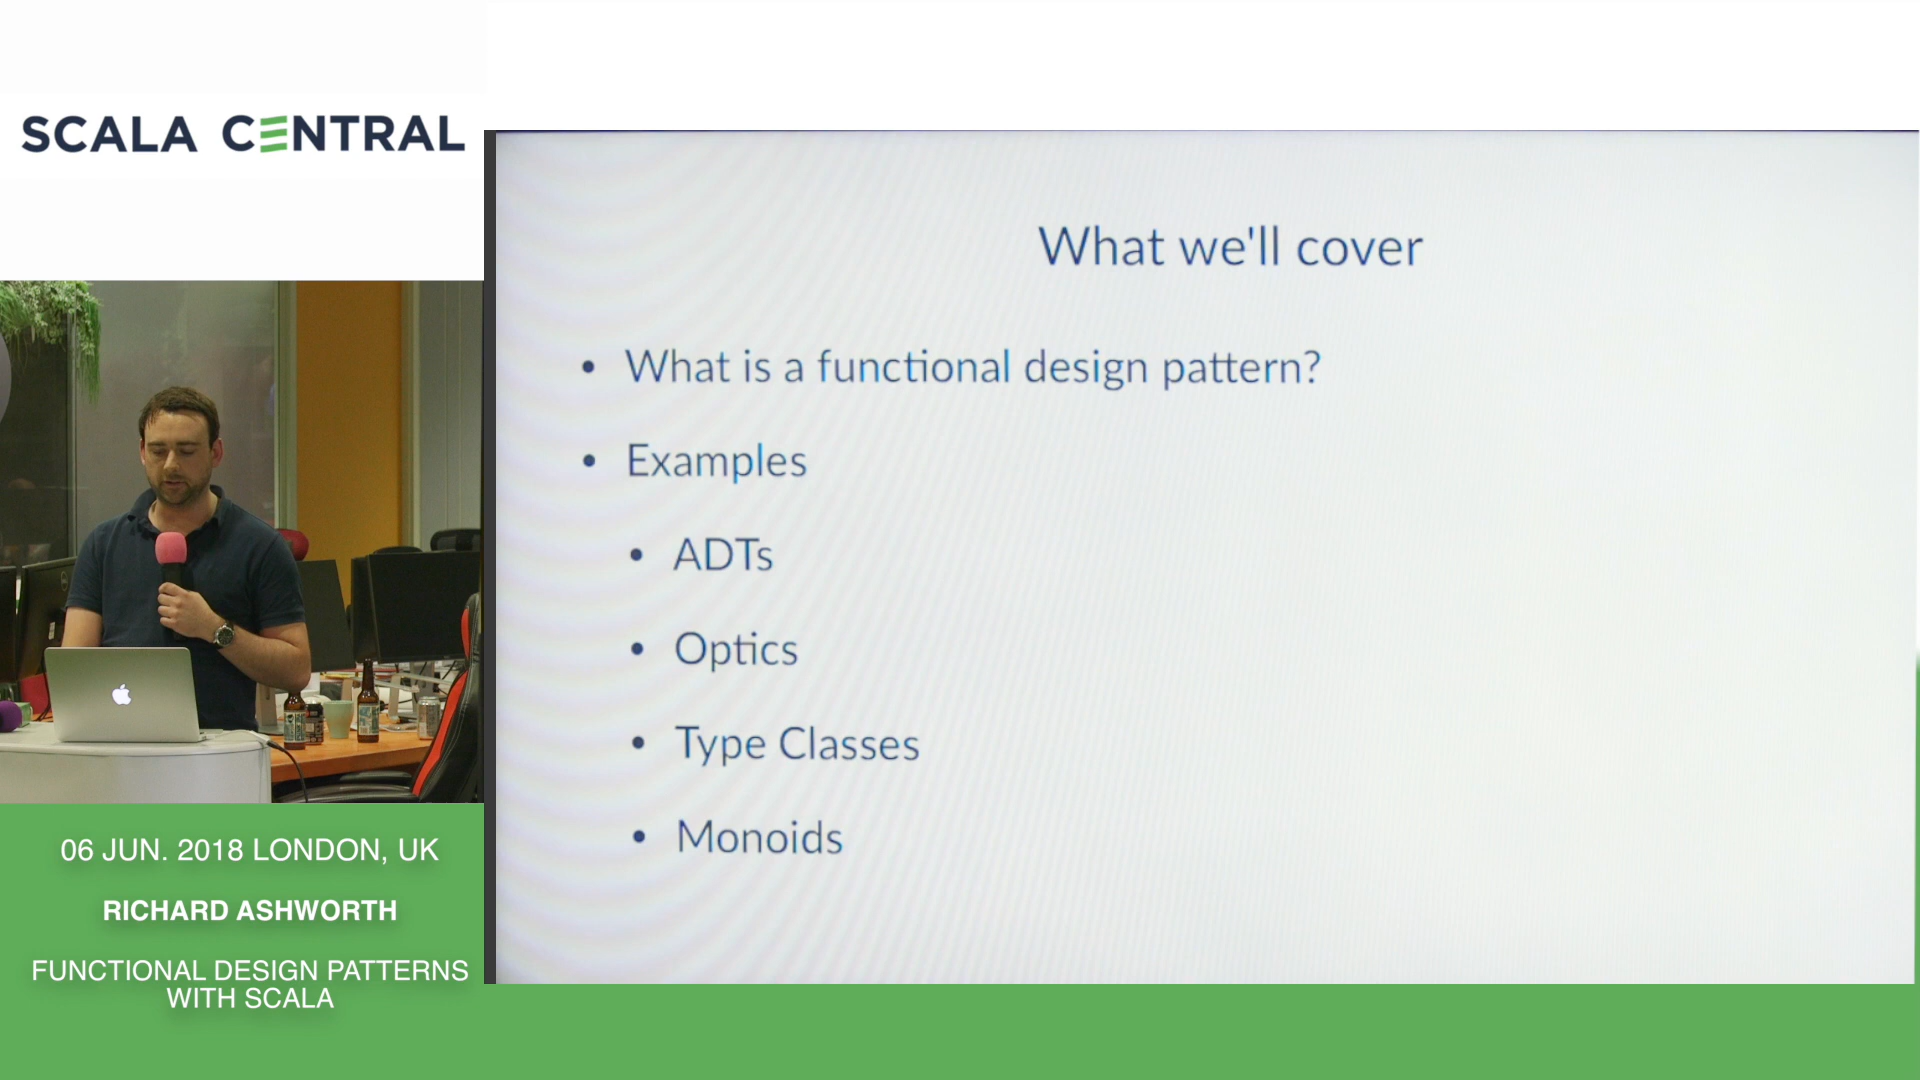 SCALA CENTRAL
What we'll cover
• What is a functional design pattern?
• Examples
• ADTs
• Optics
• Type Classes
• Monoids
06 JUN. 2018 LONDON, UK
RICHARD ASHWORTH
FUNCTIONAL DESIGN PATTERNS
WITH SCALA